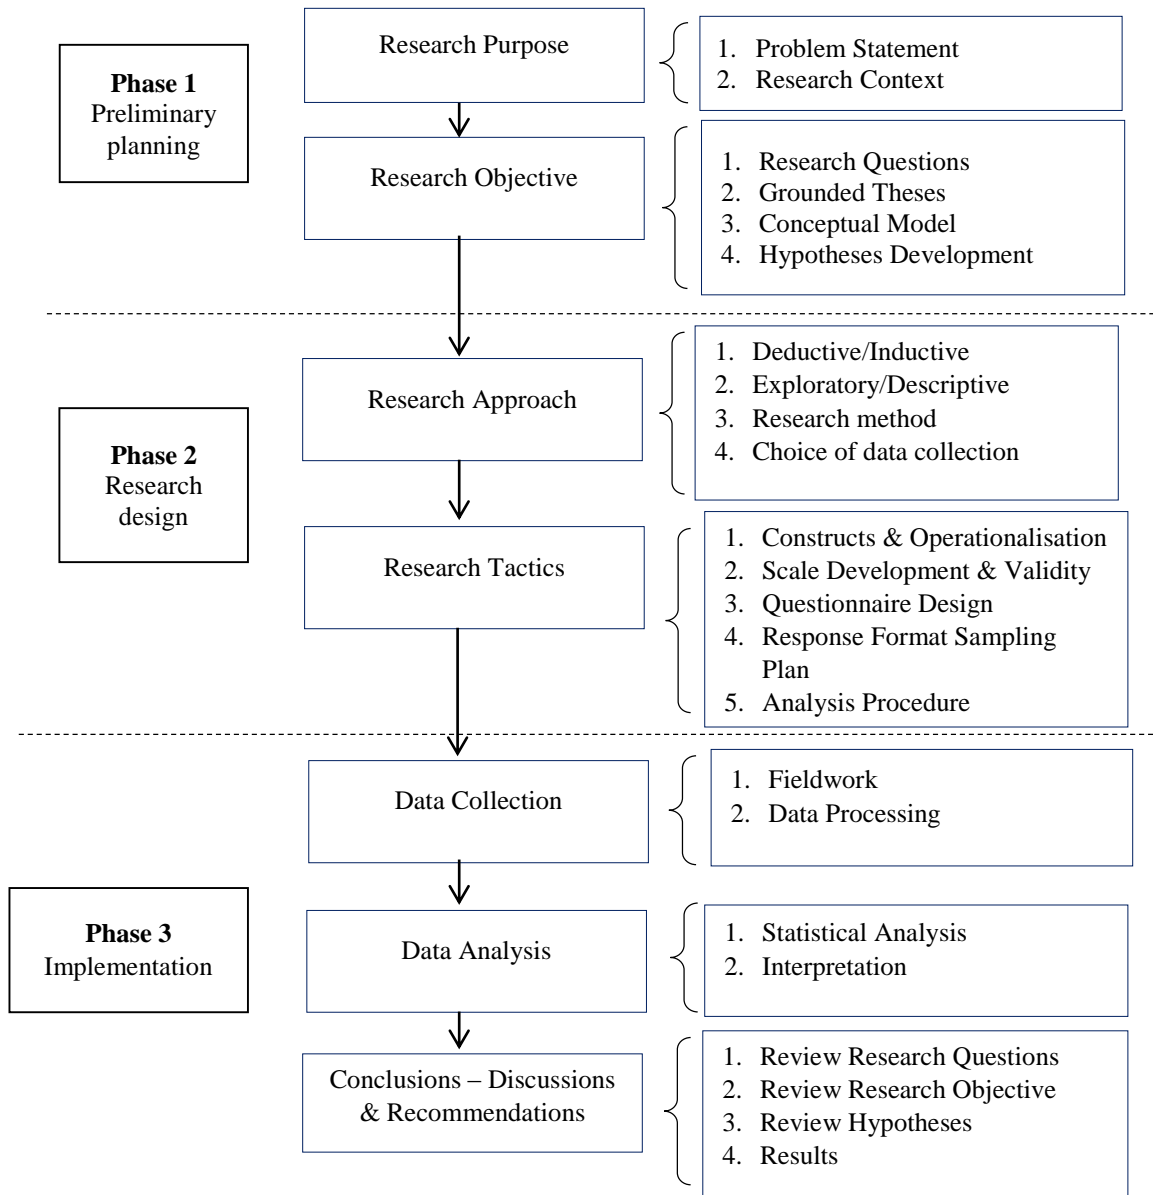 Phase 1
Preliminary
planning
Research Purpose
1. Problem Statement
2. Research Context
Research Objective
1. Research Questions
2. Grounded Theses
3. Conceptual Model
4. Hypotheses Development
Phase 2
Research
design
Research Approach
1. Deductive/Inductive
2. Exploratory/Descriptive
3. Research method
4. Choice of data collection
Research Tactics
1. Constructs & Operationalisation
2. Scale Development & Validity
3. Questionnaire Design
4. Response Format Sampling
Plan
5. Analysis Procedure
Phase 3
Implementation
Data Collection
1. Fieldwork
2. Data Processing
Data Analysis
1. Statistical Analysis
2. Interpretation
Conclusions – Discussions
& Recommendations
1. Review Research Questions
2. Review Research Objective
3. Review Hypotheses
4. Results